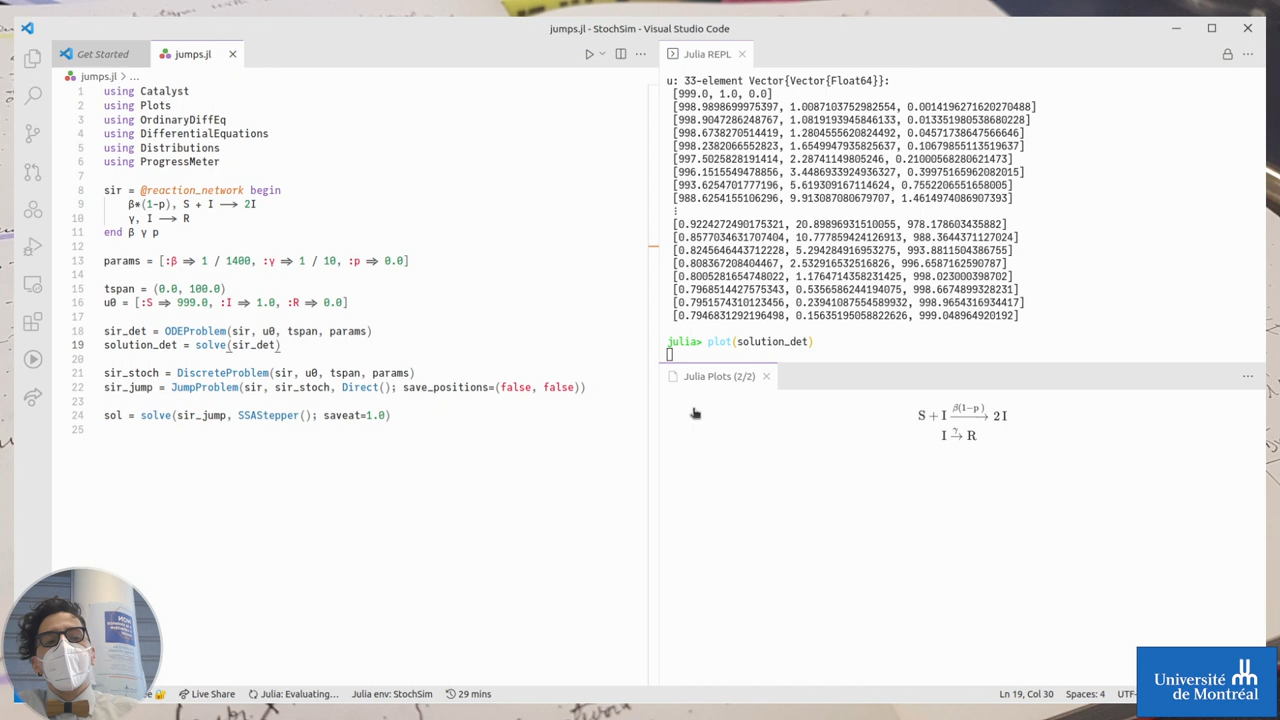 jumps.jl - StochSim - Visual Studio Code
Get Started
jumps.jl
jumps.jl > ...
1 using Catalyst
2 using Plots
3 using OrdinaryDiffEq
4 using DifferentialEquations
5 using Distributions
6 using ProgressMeter
7
8 sir = @reaction_network begin
9 β*(1-p), S + I ⟶ 2I
10 γ, I ⟶ R
11 end β γ p
12
13 params = [:β ⇒ 1 / 1400, :γ ⇒ 1 / 10, :p ⇒ 0.0]
14
15 tspan = (0.0, 100.0)
16 u0 = [:S ⇒ 999.0, :I ⇒ 1.0, :R ⇒ 0.0]
17
18 sir_det = ODEProblem(sir, u0, tspan, params)
19 solution_det = solve(sir_det)
20
21 sir_stoch = DiscreteProblem(sir, u0, tspan, params)
22 sir_jump = JumpProblem(sir, sir_stoch, Direct(); save_positions=(false, false))
23
24 sol = solve(sir_jump, SSAStepper(); saveat=1.0)
25
Julia REPL
u: 33-element Vector{Vector{Float64}}:
[999.0, 1.0, 0.0]
[998.9898699975397, 1.0087103752982554, 0.0014196271620270488]
[998.9047286248767, 1.0819193945846133, 0.013351980538680228]
[998.6738270514419, 1.2804555620824492, 0.04571738647566646]
[998.2382066552823, 1.6549994235825637, 0.10679855113519637]
[997.5025828191414, 2.28741149805246, 0.21000568280621473]
[996.1515549478856, 3.4486933924936327, 0.39975165962082015]
[993.6254701777196, 5.619309167114624, 0.7552206551658005]
[988.6254155106296, 9.913087080679707, 1.4614974086907393]
⋮
[0.9224272490175321, 20.89896931510055, 978.178603435882]
[0.8577034631707404, 10.777859424126913, 988.3644371127024]
[0.8245646443712228, 5.294284916953275, 993.8811504386755]
[0.808367208404467, 2.532916532516826, 996.6587162590787]
[0.8005281654748022, 1.1764714358231425, 998.023000398702]
[0.7968514427575343, 0.5356586244194075, 998.6674899328231]
[0.7951574310123456, 0.23941087554589932, 998.9654316934417]
[0.7946831292196498, 0.15635195058822626, 999.048964920192]
julia> plot(solution_det)
Julia Plots (2/2)
S + I β(1-p) ⟶ 2 I
I γ → R
Live Share
Julia: Evaluating...
Julia env: StochSim
29 mins
Ln 19, Col 30
Spaces: 4
UTF-
Université
de Montréal